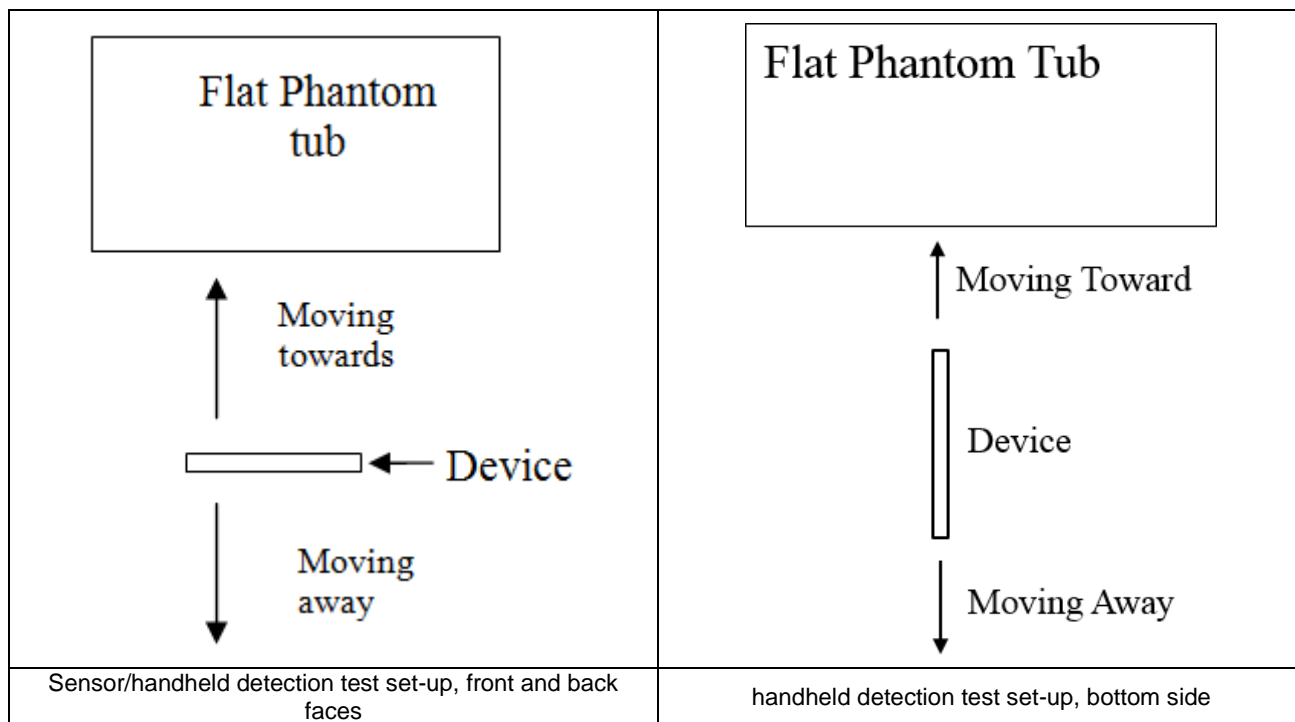 Flat Phantom
tub
Moving
towards
Device
Moving
away
Sensor/handheld detection test set-up, front and back
faces
Flat Phantom Tub
Moving Toward
Device
Moving Away
handheld detection test set-up, bottom side